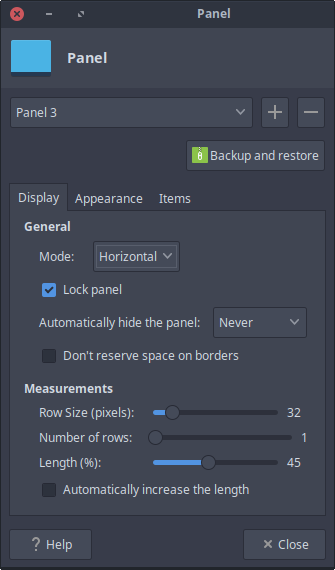 Panel
Panel
Panel 3
Backup and restore
Display Appearance Items
General
Mode: Horizontal
Lock panel
Automatically hide the panel: Never
Don't reserve space on borders
Measurements
Row Size (pixels): 32
Number of rows: 1
Length (%): 45
Automatically increase the length
? Help Close